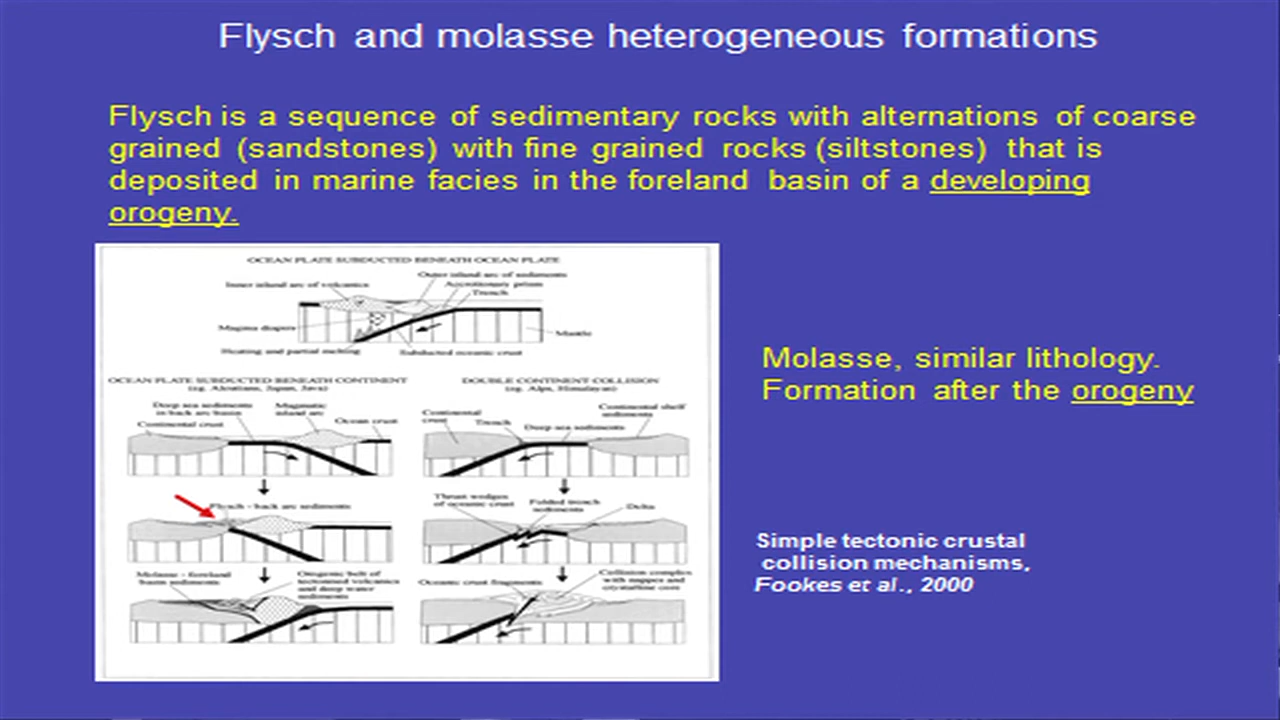 Flysch and molasse heterogeneous formations
Flysch is a sequence of sedimentary rocks with alternations of coarse
grained (sandstones) with fine grained rocks (siltstones) that is
deposited in marine facies in the foreland basin of a developing
orogeny.
OCEAN PLATE SUBDUCTED BENEATH OCEAN PLATE
Outer island arc of sediments
Inner island arc of volcanics
Accretionary prism
Trench
Magma diapirs
Mantle
Heating and partial melting
Subducted oceanic crust
OCEAN PLATE SUBDUCTED BENEATH CONTINENT
(eg. Aleutians, Japan, Java)
Deep sea sediments
in back arc basin
Magmatic
island arc
Continental crust
Ocean crust
Flysch - back arc sediments
Molasse - foreland
basin sediments
Orogenic belt of
tectonised volcanics
and deep water
sediments
DOUBLE CONTINENT COLLISION
(eg. Alps, Himalayan)
Continental
crust
Trench
Deep sea sediments
Continental shelf
sediments
Thrust wedges
of oceanic crust
Folded trench
sediments
Delta
Oceanic crust fragments
Collision complex
with nappes and
crystalline core
Molasse, similar lithology.
Formation after the orogeny
Simple tectonic crustal
collision mechanisms,
Fookes et al., 2000